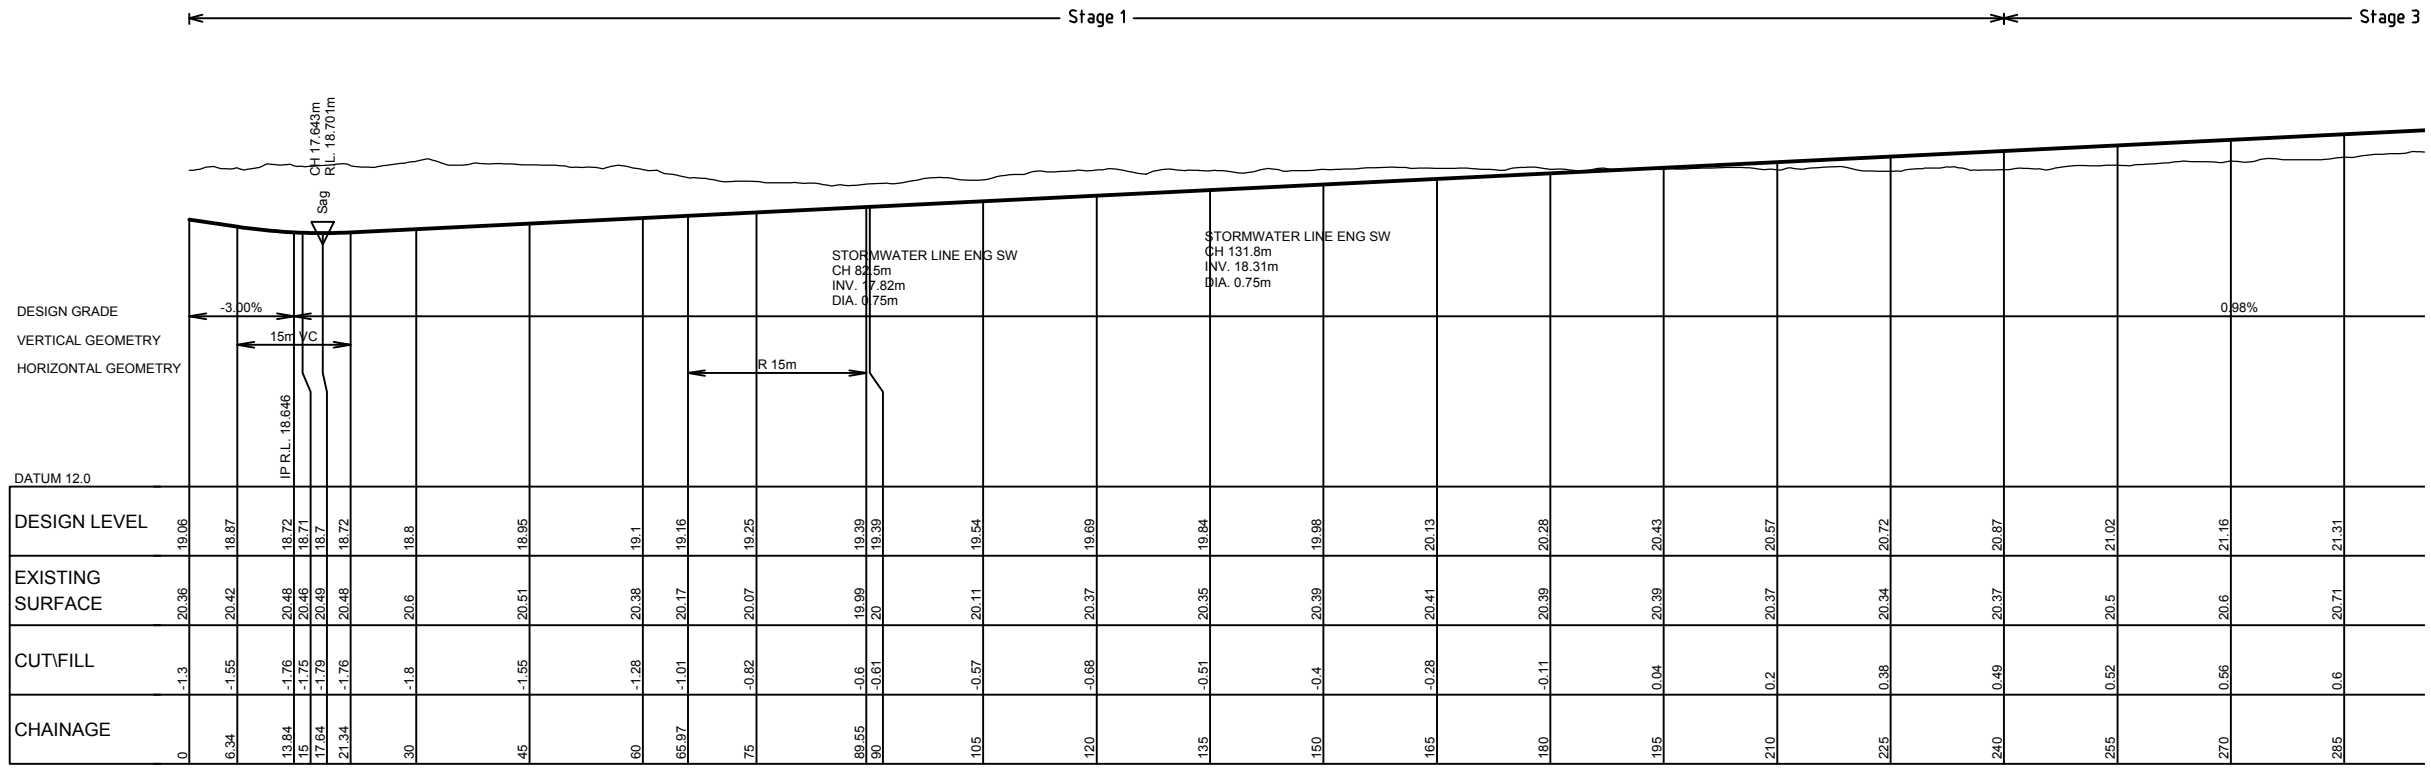 Stage 1
Stage 3
CH 17.643m
R.L. 18.701m
Sag
STORMWATER LINE ENG SW
CH 82.5m
INV. 17.82m
DIA. 0.75m
STORMWATER LINE ENG SW
CH 131.8m
INV. 18.31m
DIA. 0.75m
DESIGN GRADE -3.00% 0.98%
VERTICAL GEOMETRY 15m VC
HORIZONTAL GEOMETRY R 15m
IP R.L. 18.646
DATUM 12.0
DESIGN LEVEL 19.06 18.87 18.72 18.71 18.7 18.72 18.8 18.95 19.1 19.16 19.25 19.39 19.39 19.54 19.69 19.84 19.98 20.13 20.28 20.43 20.57 20.72 20.87 21.02 21.16 21.31
EXISTING
SURFACE 20.36 20.42 20.48 20.46 20.49 20.48 20.6 20.51 20.38 20.17 20.07 19.99 20 20.11 20.37 20.35 20.39 20.41 20.39 20.39 20.37 20.34 20.37 20.5 20.6 20.71
CUT\FILL -1.3 -1.55 -1.76 -1.75 -1.79 -1.76 -1.8 -1.55 -1.28 -1.01 -0.82 -0.6 -0.61 -0.57 -0.68 -0.51 -0.4 -0.28 -0.11 0.04 0.2 0.38 0.49 0.52 0.56 0.6
CHAINAGE 0 6.34 13.84 15 17.64 21.34 30 45 60 65.97 75 89.55 90 105 120 135 150 165 180 195 210 225 240 255 270 285